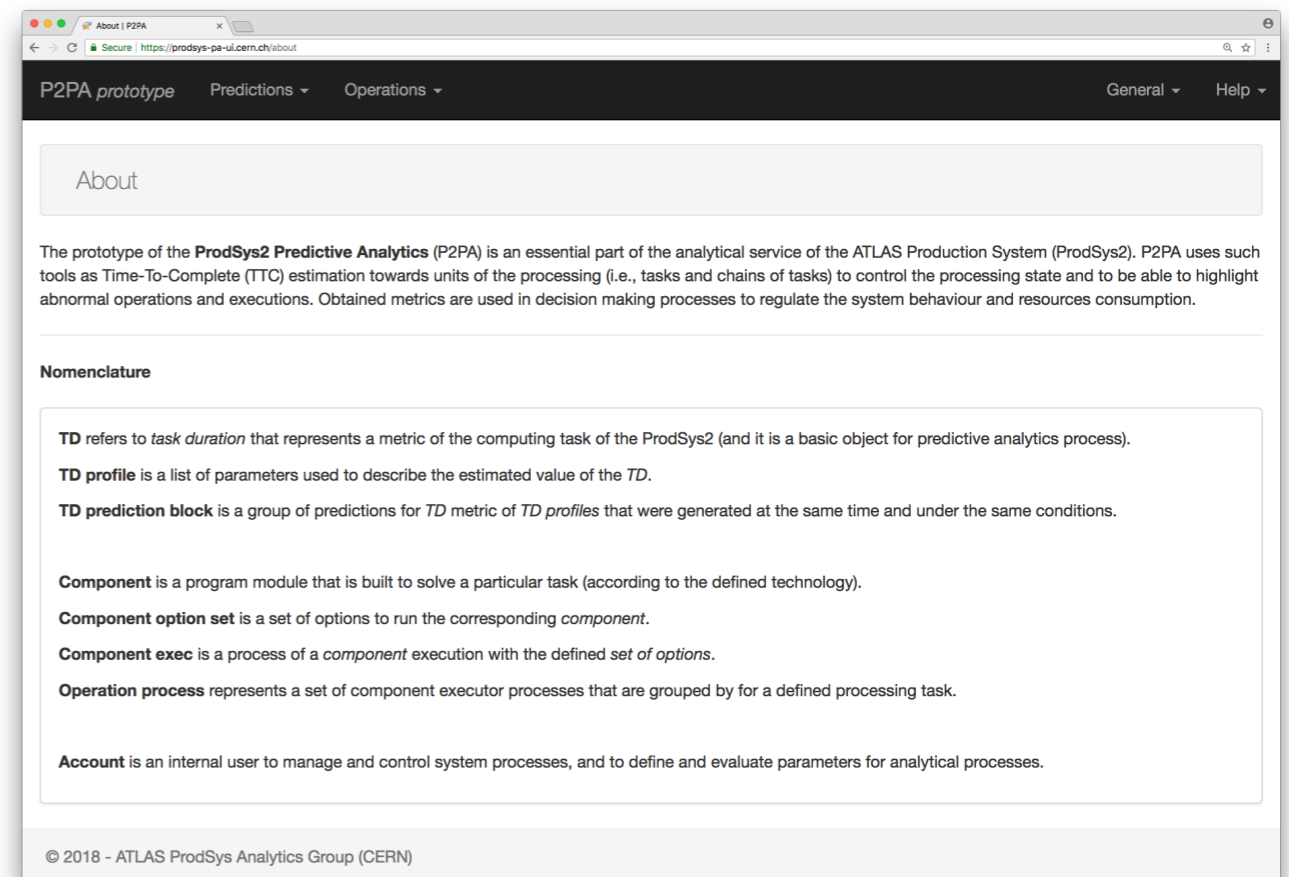 About | P2PA
Secure | https://prodsys-pa-ui.cern.ch/about
P2PA prototype Predictions Operations General Help
About
The prototype of the ProdSys2 Predictive Analytics (P2PA) is an essential part of the analytical service of the ATLAS Production System (ProdSys2). P2PA uses such
tools as Time-To-Complete (TTC) estimation towards units of the processing (i.e., tasks and chains of tasks) to control the processing state and to be able to highlight
abnormal operations and executions. Obtained metrics are used in decision making processes to regulate the system behaviour and resources consumption.
Nomenclature
TD refers to task duration that represents a metric of the computing task of the ProdSys2 (and it is a basic object for predictive analytics process).
TD profile is a list of parameters used to describe the estimated value of the TD.
TD prediction block is a group of predictions for TD metric of TD profiles that were generated at the same time and under the same conditions.
Component is a program module that is built to solve a particular task (according to the defined technology).
Component option set is a set of options to run the corresponding component.
Component exec is a process of a component execution with the defined set of options.
Operation process represents a set of component executor processes that are grouped by for a defined processing task.
Account is an internal user to manage and control system processes, and to define and evaluate parameters for analytical processes.
© 2018 - ATLAS ProdSys Analytics Group (CERN)